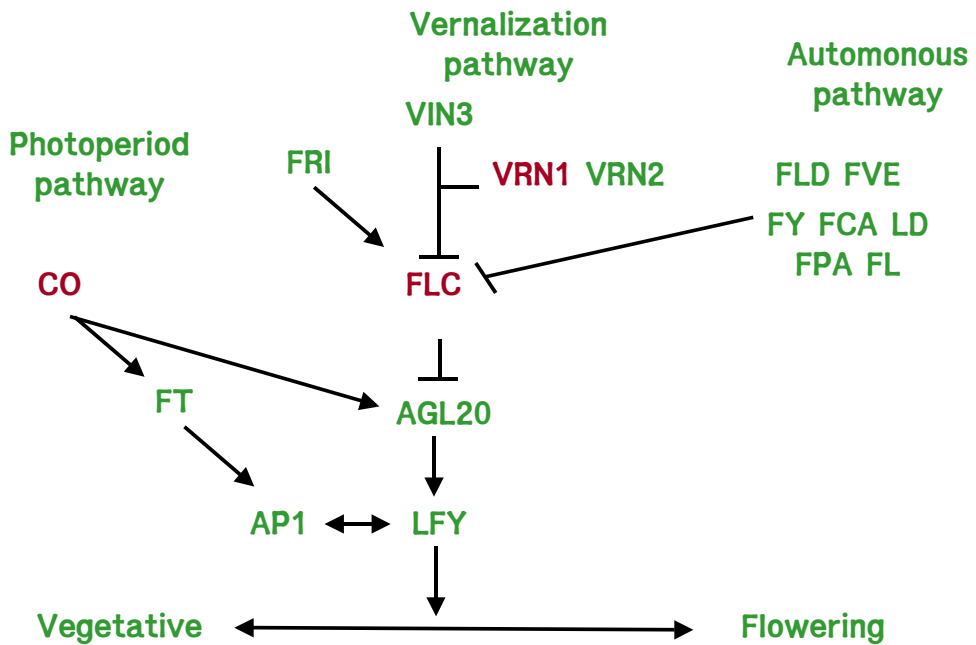 Vernalization
pathway
VIN3
Automonous
pathway
Photoperiod
pathway
FRI
VRN1 VRN2
FLD FVE
FY FCA LD
FPA FL
CO
FLC
FT
AGL20
AP1
LFY
Vegetative
Flowering